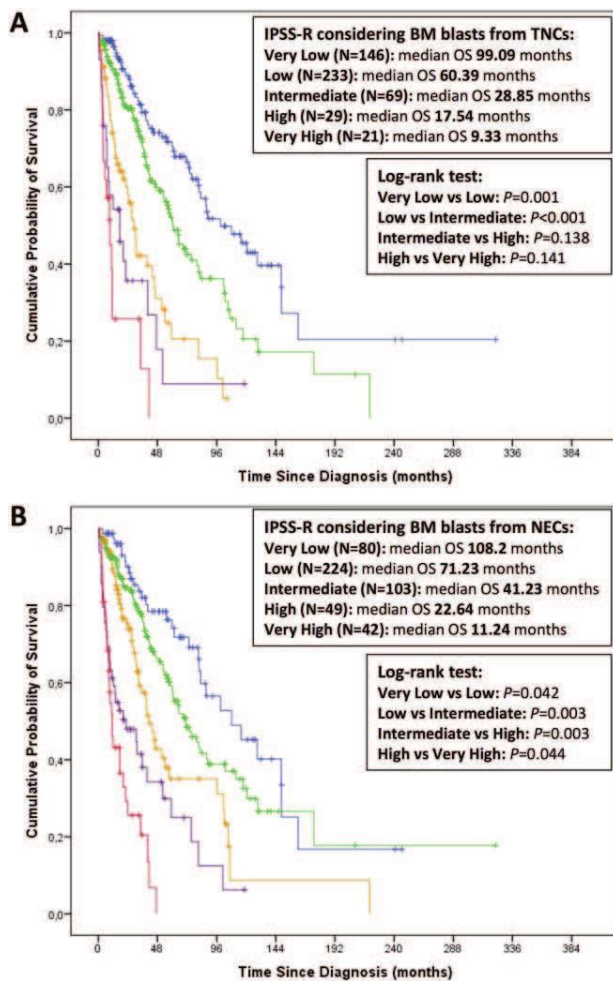 A
IPSS-R considering BM blasts from TNCs:
Very Low (N=146): median OS 99.09 months
Low (N=233): median OS 60.39 months
Intermediate (N=69): median OS 28.85 months
High (N=29): median OS 17.54 months
Very High (N=21): median OS 9.33 months
Log-rank test:
Very Low vs Low: P=0.001
Low vs Intermediate: P<0.001
Intermediate vs High: P=0.138
High vs Very High: P=0.141
Cumulative Probability of Survival
1,0
0,8
0,6
0,4
0,2
0,0
0 48 96 144 192 240 288 336 384
Time Since Diagnosis (months)
B
IPSS-R considering BM blasts from NECs:
Very Low (N=80): median OS 108.2 months
Low (N=224): median OS 71.23 months
Intermediate (N=103): median OS 41.23 months
High (N=49): median OS 22.64 months
Very High (N=42): median OS 11.24 months
Log-rank test:
Very Low vs Low: P=0.042
Low vs Intermediate: P=0.003
Intermediate vs High: P=0.003
High vs Very High: P=0.044
Cumulative Probability of Survival
1,0
0,8
0,6
0,4
0,2
0,0
0 48 96 144 192 240 288 336 384
Time Since Diagnosis (months)